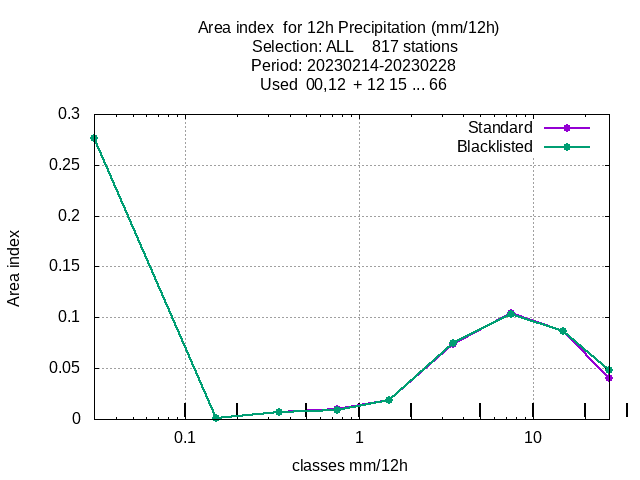 Area index  for 12h Precipitation (mm/12h)
Selection: ALL    817 stations
Period: 20230214-20230228
Used  00,12  + 12 15 ... 66
Standard
Blacklisted
0.3
0.25
0.2
0.15
0.1
0.05
0
Area index
0.1
1
10
classes mm/12h